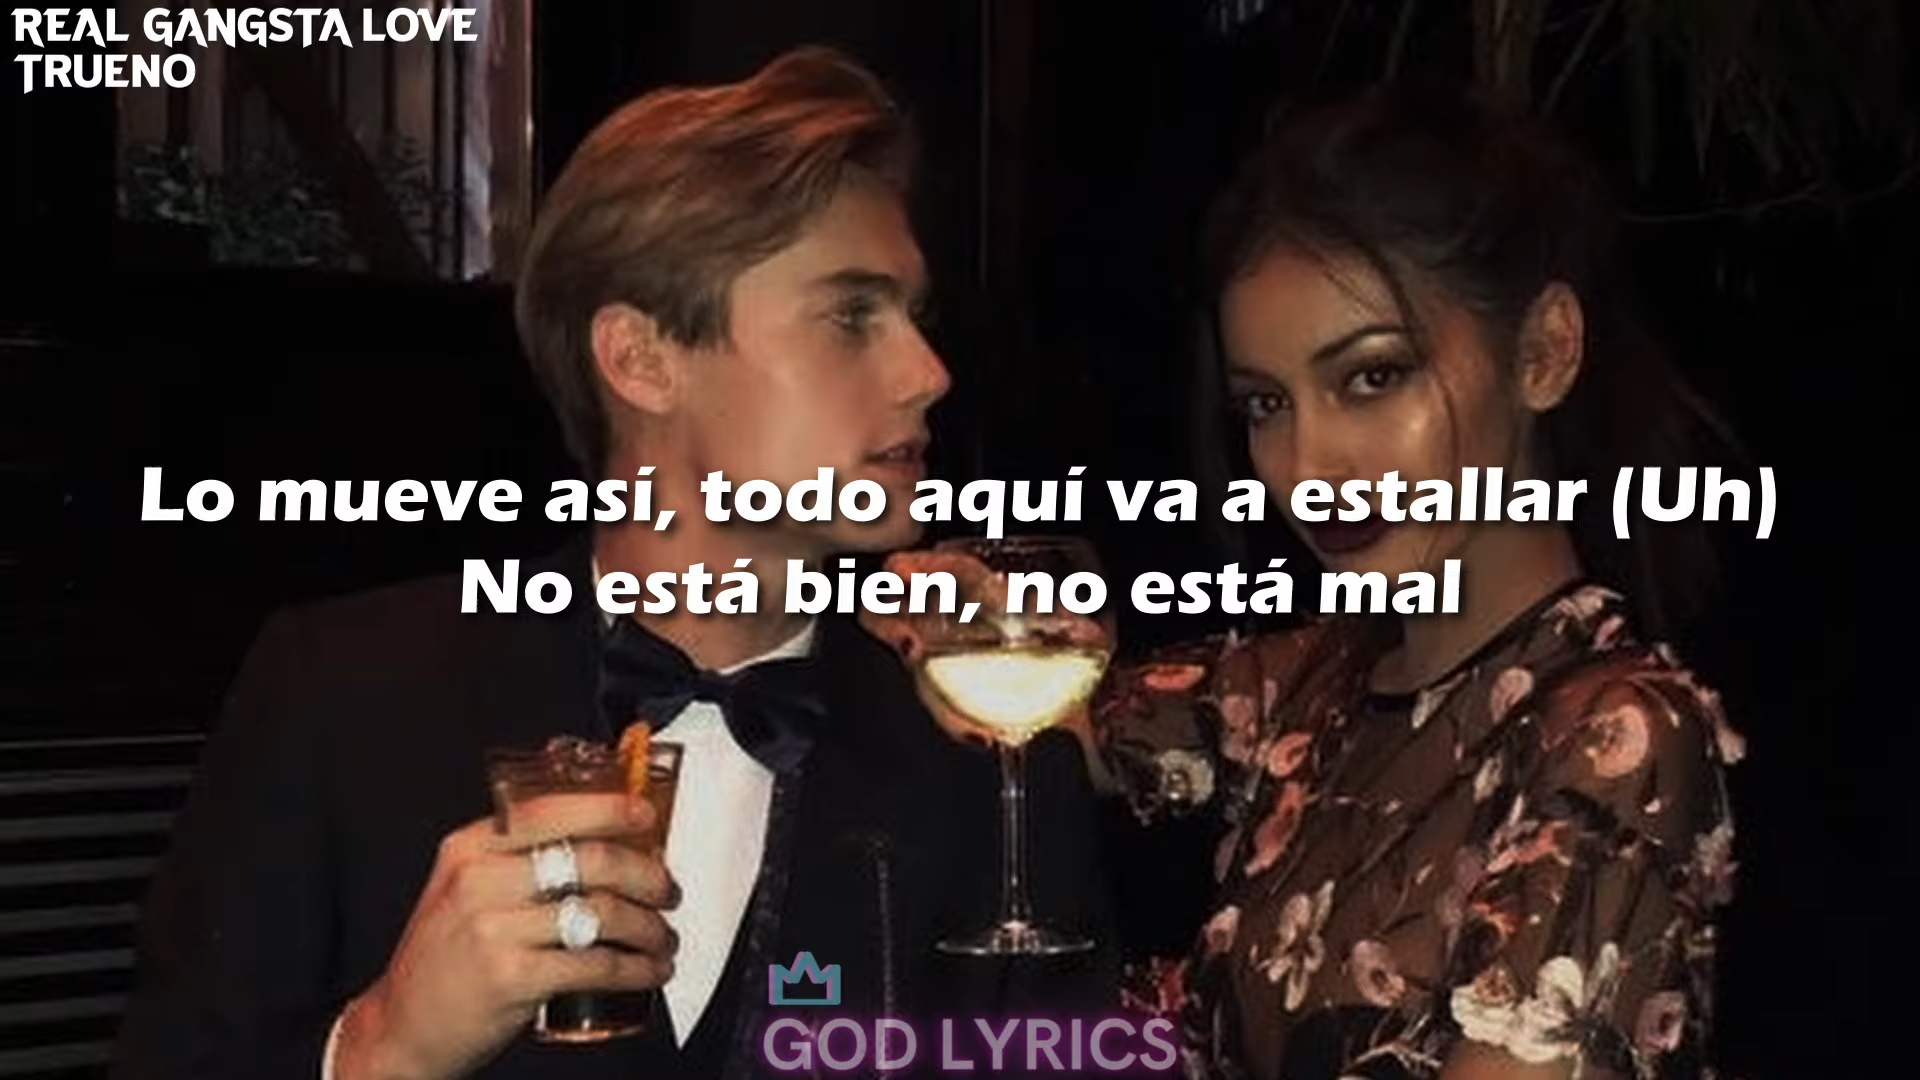 REAL GANGSTA LOVE
TRUENO
Lo mueve así, todo aquí va a estallar (Uh)
No está bien, no está mal
GOD LYRICS